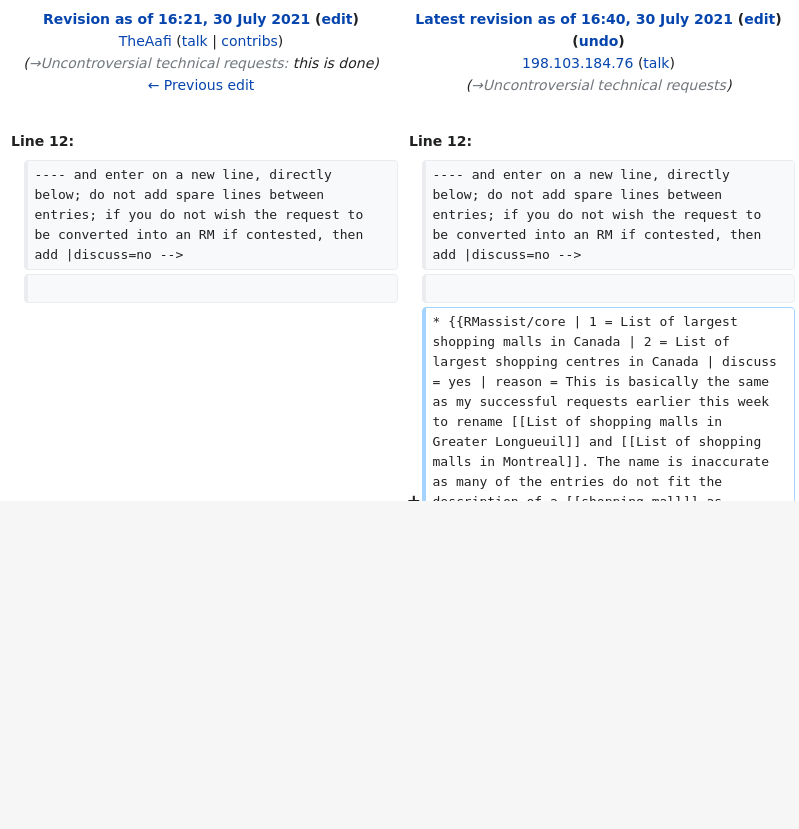 Revision as of 16:21, 30 July 2021 (edit)
TheAafi (talk | contribs)
(→Uncontroversial technical requests: this is done)
← Previous edit
Latest revision as of 16:40, 30 July 2021 (edit)
(undo)
198.103.184.76 (talk)
(→Uncontroversial technical requests)
Line 12:
---- and enter on a new line, directly
below; do not add spare lines between
entries; if you do not wish the request to
be converted into an RM if contested, then
add |discuss=no -->
Line 12:
---- and enter on a new line, directly
below; do not add spare lines between
entries; if you do not wish the request to
be converted into an RM if contested, then
add |discuss=no -->
* {{RMassist/core | 1 = List of largest
shopping malls in Canada | 2 = List of
largest shopping centres in Canada | discuss
= yes | reason = This is basically the same
as my successful requests earlier this week
to rename [[List of shopping malls in
Greater Longueuil]] and [[List of shopping
malls in Montreal]]. The name is inaccurate
as many of the entries do not fit the
+ description of a [[shopping mall]] as